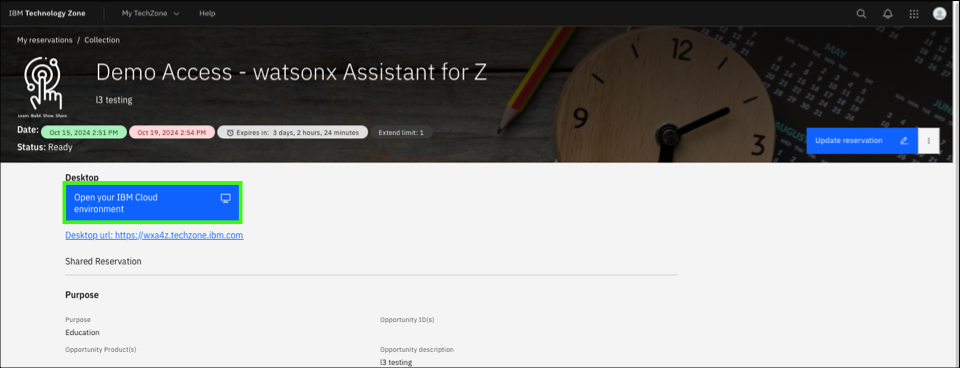 IBM Technology Zone
My TechZone
Help
My reservations / Collection
Demo Access - watsonx Assistant for Z
l3 testing
Learn. Build. Show. Share.
Date: Oct 15, 2024 2:51 PM Oct 19, 2024 2:54 PM Expires in: 3 days, 2 hours, 24 minutes Extend limit: 1
Status: Ready
Update reservation
12
9
3
MAY
AUGUST
JUNE
Desktop
Open your IBM Cloud
environment
Desktop url: https://wxa4z.techzone.ibm.com
Shared Reservation
Purpose
Purpose
Opportunity ID(s)
Education
Opportunity Product(s)
Opportunity description
l3 testing